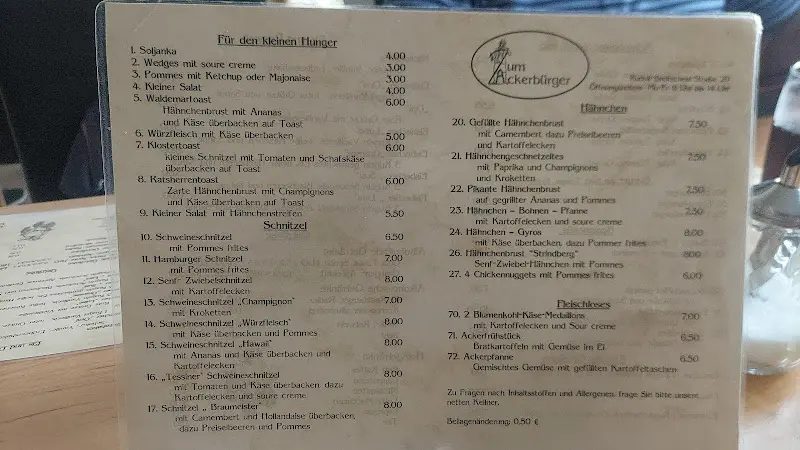 Für den kleinen Hunger
1. Soljanka 4,00
2. Wedges mit soure creme 3,00
3. Pommes mit Ketchup oder Majonaise 3,00
4. Kleiner Salat 4,00
5. Waldemartoast 6,00
Hähnchenbrust mit Ananas
und Käse überbacken auf Toast
6. Würzfleisch mit Käse überbacken 5,00
7. Klostertoast 6,00
kleines Schnitzel mit Tomaten und Schafskäse
überbacken auf Toast
8. Ratsherrentoast 6,00
Zarte Hähnchenbrust mit Champignons
und Käse überbacken auf Toast
9. Kleiner Salat mit Hähnchenstreifen 5,50
Schnitzel
10. Schweineschnitzel 6,50
mit Pommes frites
11. Hamburger Schnitzel 7,00
mit Pommes frites
12. Senf- Zwiebelschnitzel 8,00
mit Kartoffelecken
13. Schweineschnitzel „Champignon" 7,00
mit Kroketten
14. Schweineschnitzel „Würzfleisch" 8,00
mit Käse überbacken und Pommes
15. Schweineschnitzel „Hawaii" 8,00
mit Ananas und Käse überbacken und
Kartoffelecken
16. „Tessiner" Schweineschnitzel 8,00
mit Tomaten und Käse überbacken, dazu
Kartoffelecken und soure creme
17. Schnitzel „ Braumeister" 8,00
mit Camembert und Hollandaise überbacken,
dazu Preiselbeeren und Pommes
Zum
Ackerbürger
Rudolf-Breitscheid Straße 20
Öffnungszeiten: Mo-Fr 11 Uhr bis 14 Uhr
Hähnchen
20. Gefüllte Hähnchenbrust 7,50
mit Camembert dazu Preiselbeeren
und Kartoffelecken
21. Hähnchengeschnetzeltes 7,50
mit Paprika und Champignons
und Kroketten
22. Pikante Hähnchenbrust 7,50
auf gegrillter Ananas und Pommes
23. Hähnchen - Bohnen - Pfanne 7,50
mit Kartoffelecken und soure creme
24. Hähnchen - Gyros 8,00
mit Käse überbacken, dazu Pommer frites
26. Hähnchenbrust "Strindberg" 8,00
Senf-Zwiebel-Hähnchen mit Pommes
27. 4 Chickennuggets mit Pommes frites 6,00
Fleischloses
70. 2 Blumenkohl-Käse-Medaillons 7,00
mit Kartoffelecken und Sour creme
71. Ackerfrühstück 6,50
Bratkartoffeln mit Gemüse im Ei
72. Ackerpfanne 6,50
Gemischtes Gemüse mit gefüllten Kartoffeltaschen
Zu Fragen nach Inhaltsstoffen und Allergenen, frage Sie bitte unsere
netten Kellner.
Beilagenänderung: 0,50 €